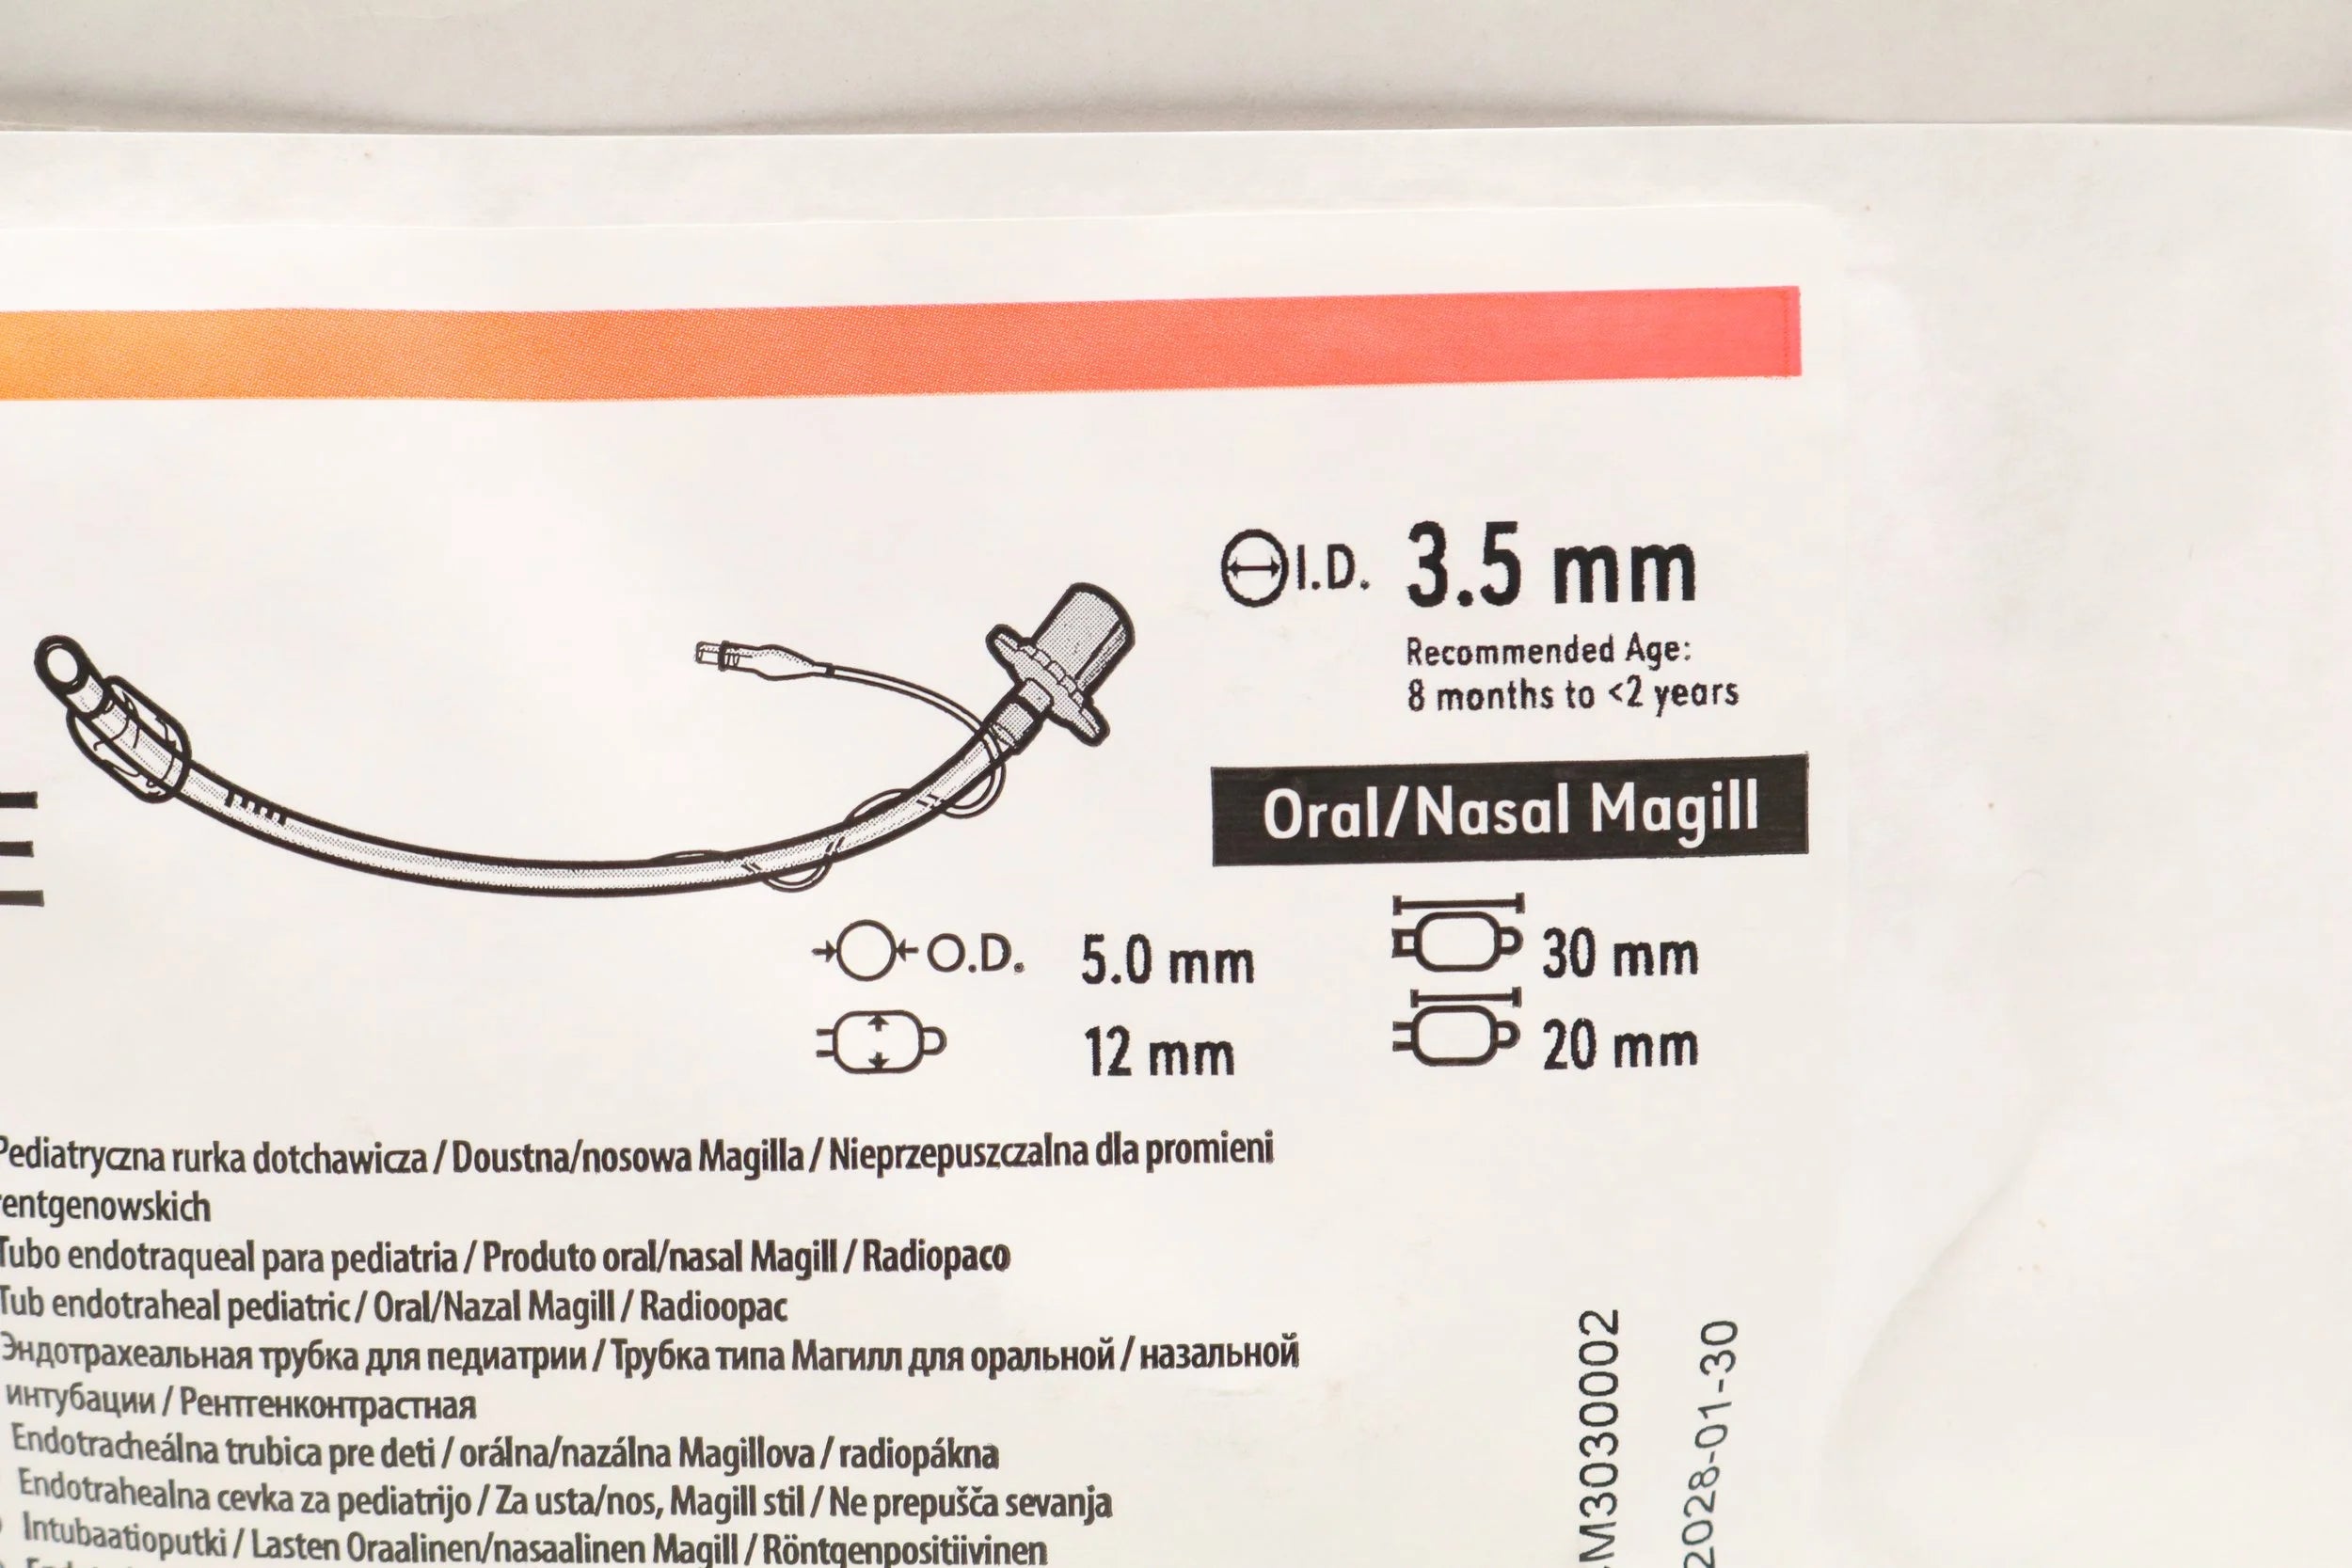 I.D. 3.5 mm
Recommended Age:
8 months to <2 years
Oral/Nasal Magill
O.D. 5.0 mm
30 mm
12 mm
20 mm
Pediatryczna rurka dotchawicza / Doustna/nosowa Magilla / Nieprzepuszczalna dla promieni
rentgenowskich
Tubo endotraqueal para pediatria / Produto oral/nasal Magill / Radiopaco
Tub endotraheal pediatric / Oral/Nazal Magill / Radioopac
Эндотрахеальная трубка для педиатрии / Трубка типа Магилл для оральной / назальной
интубации / Рентгенконтрастная
Endotracheálna trubica pre deti / orálna/nazálna Magillova / radiopákna
Endotrahealna cevka za pediatrijo / Za usta/nos, Magill stil / Ne prepušča sevanja
Intubaatioputki / Lasten Oraalinen/nasaalinen Magill / Röntgenpositiivinen
M3030002
2028-01-30